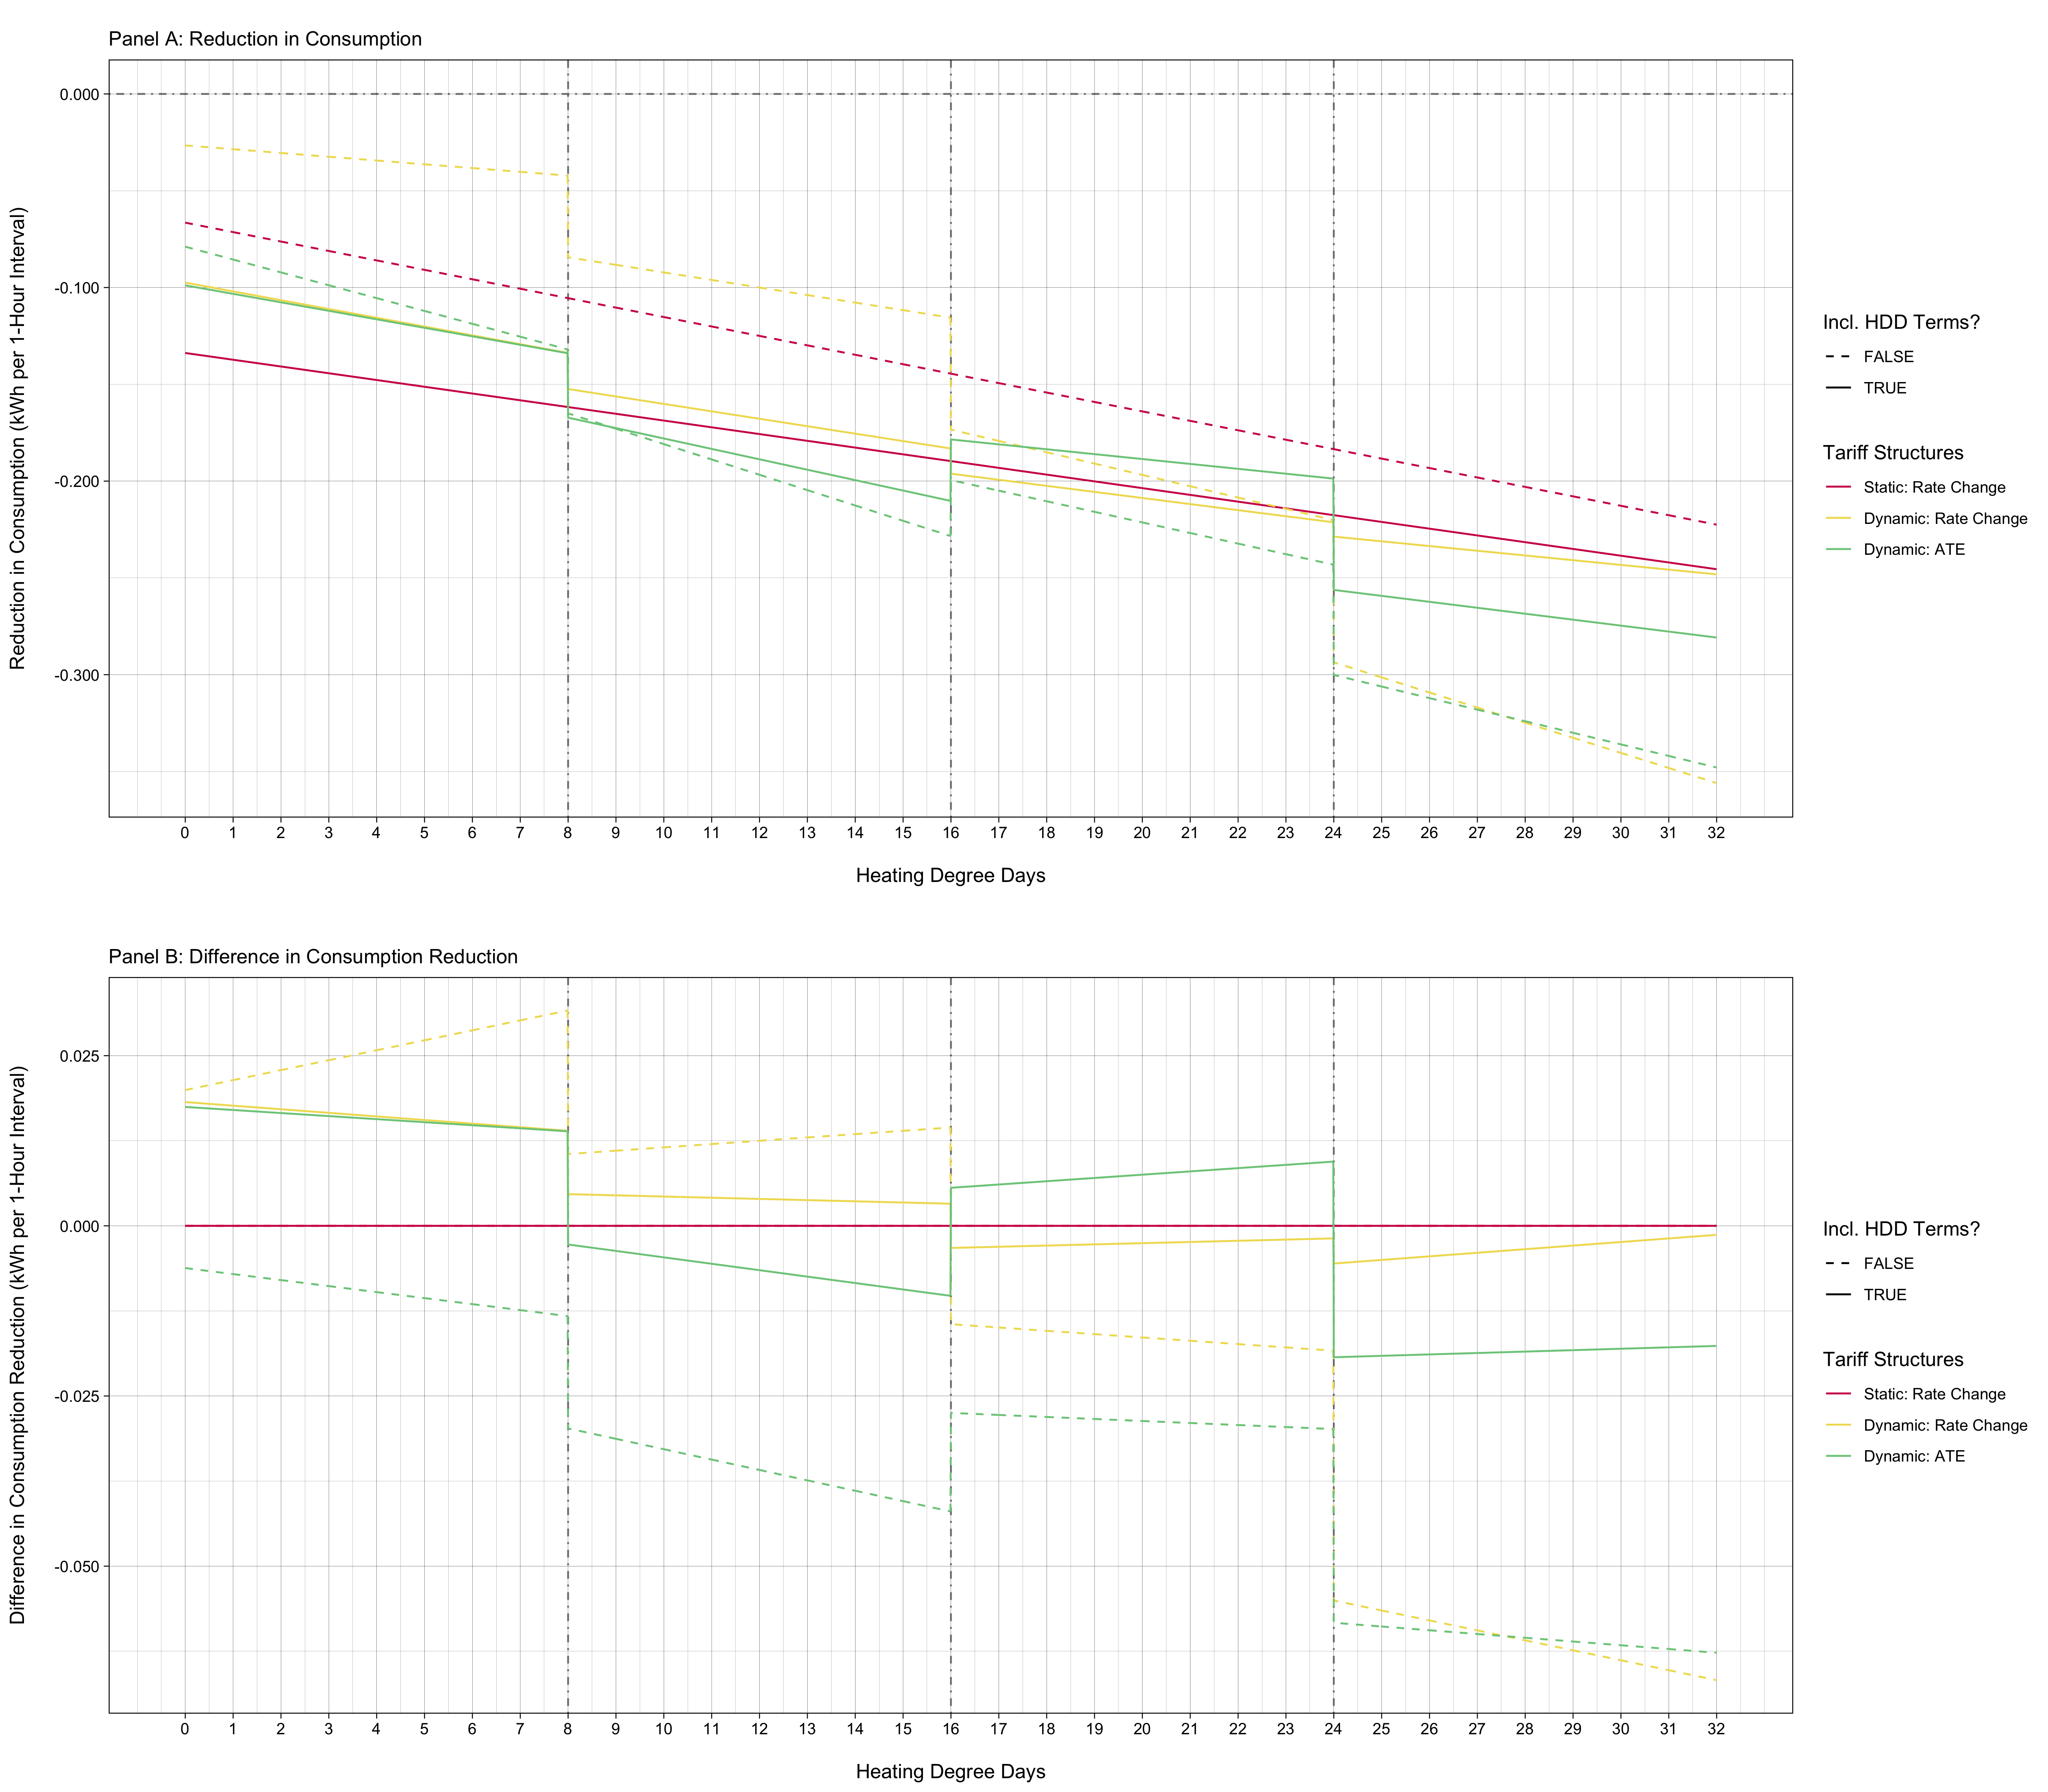 Panel A: Reduction in Consumption
Reduction in Consumption (kWh per 1-Hour Interval)
0.000
-0.100
-0.200
-0.300
0 1 2 3 4 5 6 7 8 9 10 11 12 13 14 15 16 17 18 19 20 21 22 23 24 25 26 27 28 29 30 31 32
Heating Degree Days
Incl. HDD Terms?
FALSE
TRUE
Tariff Structures
Static: Rate Change
Dynamic: Rate Change
Dynamic: ATE
Panel B: Difference in Consumption Reduction
Difference in Consumption Reduction (kWh per 1-Hour Interval)
0.025
0.000
-0.025
-0.050
0 1 2 3 4 5 6 7 8 9 10 11 12 13 14 15 16 17 18 19 20 21 22 23 24 25 26 27 28 29 30 31 32
Heating Degree Days
Incl. HDD Terms?
FALSE
TRUE
Tariff Structures
Static: Rate Change
Dynamic: Rate Change
Dynamic: ATE